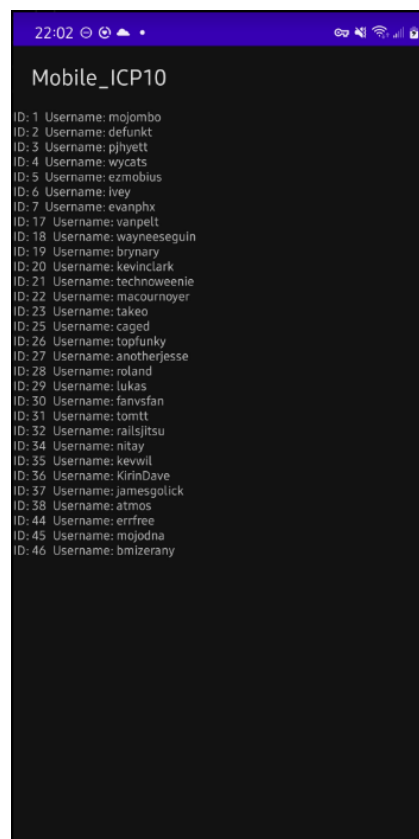 22:02
Mobile_ICP10
ID: 1 Username: mojombo
ID: 2 Username: defunkt
ID: 3 Username: pjhyett
ID: 4 Username: wycats
ID: 5 Username: ezmobius
ID: 6 Username: ivey
ID: 7 Username: evanphx
ID: 17 Username: vanpelt
ID: 18 Username: wayneeseguin
ID: 19 Username: brynary
ID: 20 Username: kevinclark
ID: 21 Username: technoweenie
ID: 22 Username: macournoyer
ID: 23 Username: takeo
ID: 25 Username: caged
ID: 26 Username: topfunky
ID: 27 Username: anotherjesse
ID: 28 Username: roland
ID: 29 Username: lukas
ID: 30 Username: fanvsfan
ID: 31 Username: tomtt
ID: 32 Username: railsjitsu
ID: 34 Username: nitay
ID: 35 Username: kevwil
ID: 36 Username: KirinDave
ID: 37 Username: jamesgolick
ID: 38 Username: atmos
ID: 44 Username: errfree
ID: 45 Username: mojodna
ID: 46 Username: bmizerany